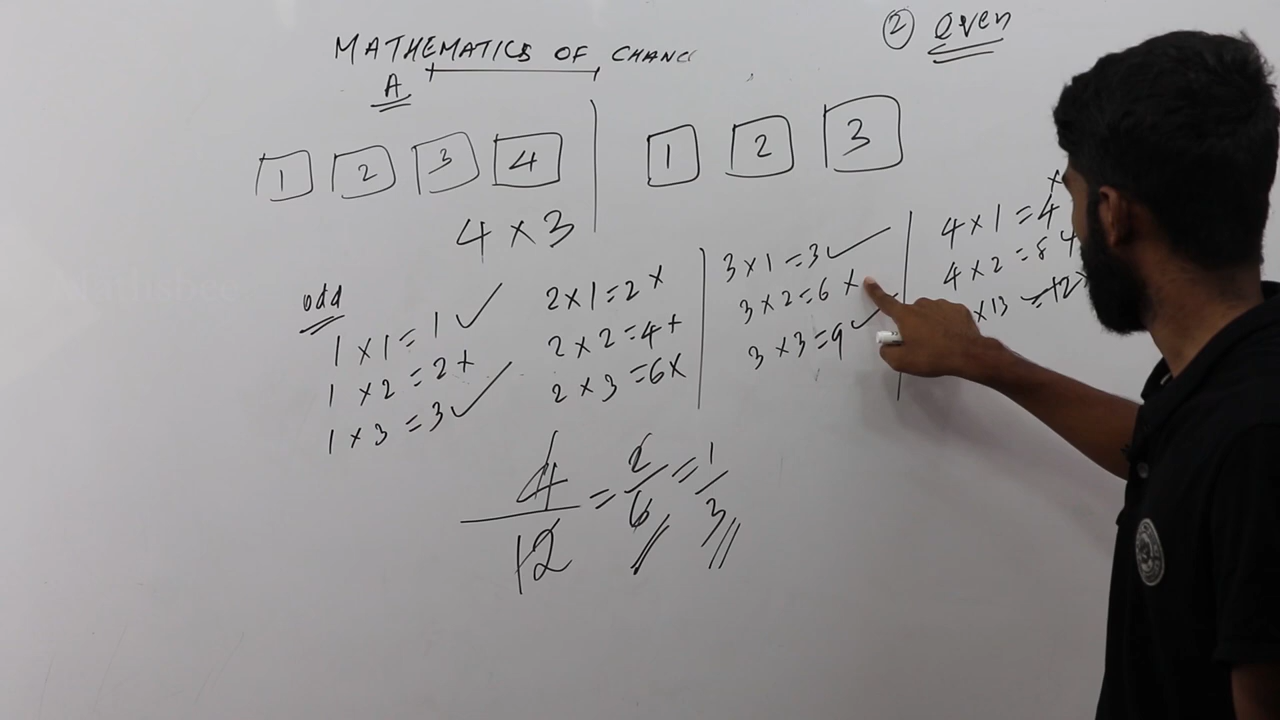 MATHEMATICS OF CHANC
② even
A
1 2 3 4
1 2 3
4 × 3
odd
1 × 1 = 1 ✓
1 × 2 = 2 ×
1 × 3 = 3 ✓
2 × 1 = 2 ×
2 × 2 = 4 +
2 × 3 = 6 ×
3 × 1 = 3 ✓
3 × 2 = 6 ×
3 × 3 = 9 ✓
4 × 1 = 4 ×
4 × 2 = 8
× 13 = 12
4/12 = 2/6 = 1/3